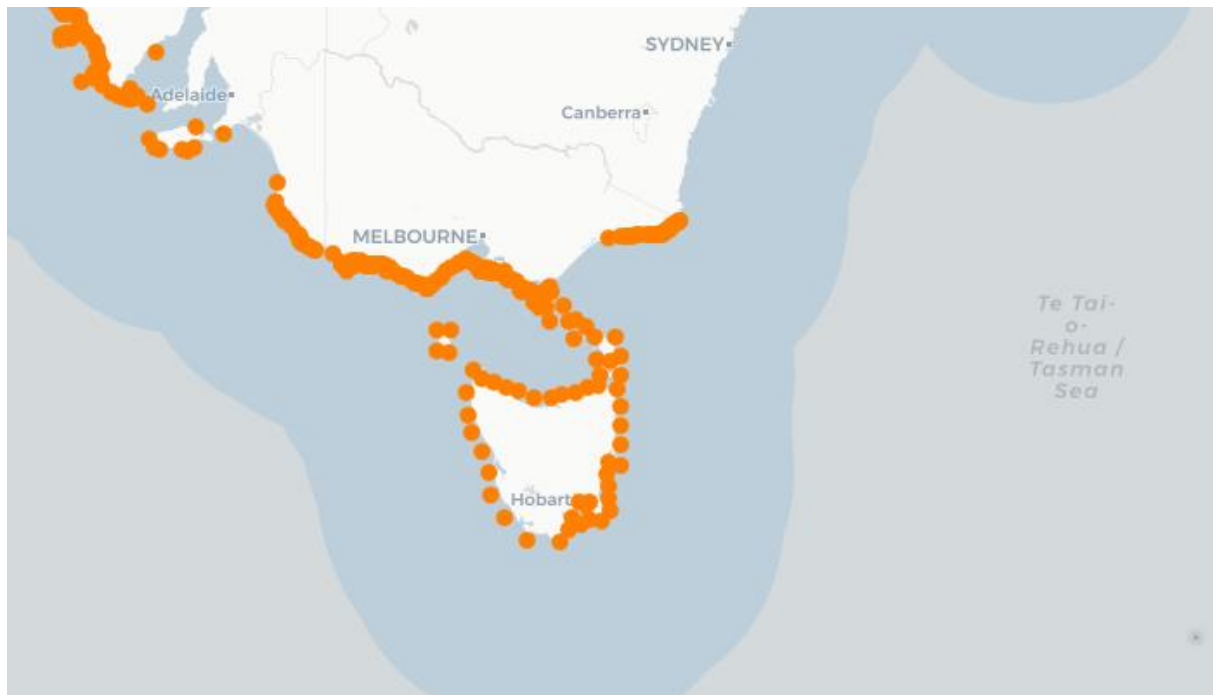 SYDNEY
Adelaide
Canberra
MELBOURNE
Te Tai-
o-
Rehua /
Tasman
Sea
Hobart